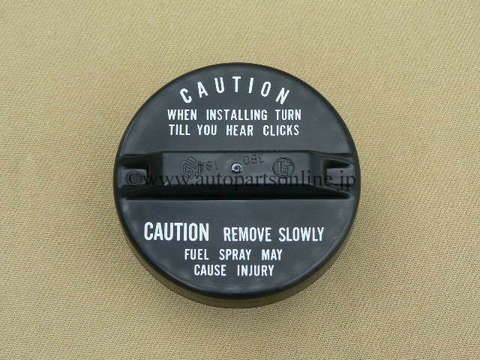 CAUTION
WHEN INSTALLING TURN
TILL YOU HEAR CLICKS
©www.autopartsonline.jp
CAUTION REMOVE SLOWLY
FUEL SPRAY MAY
CAUSE INJURY